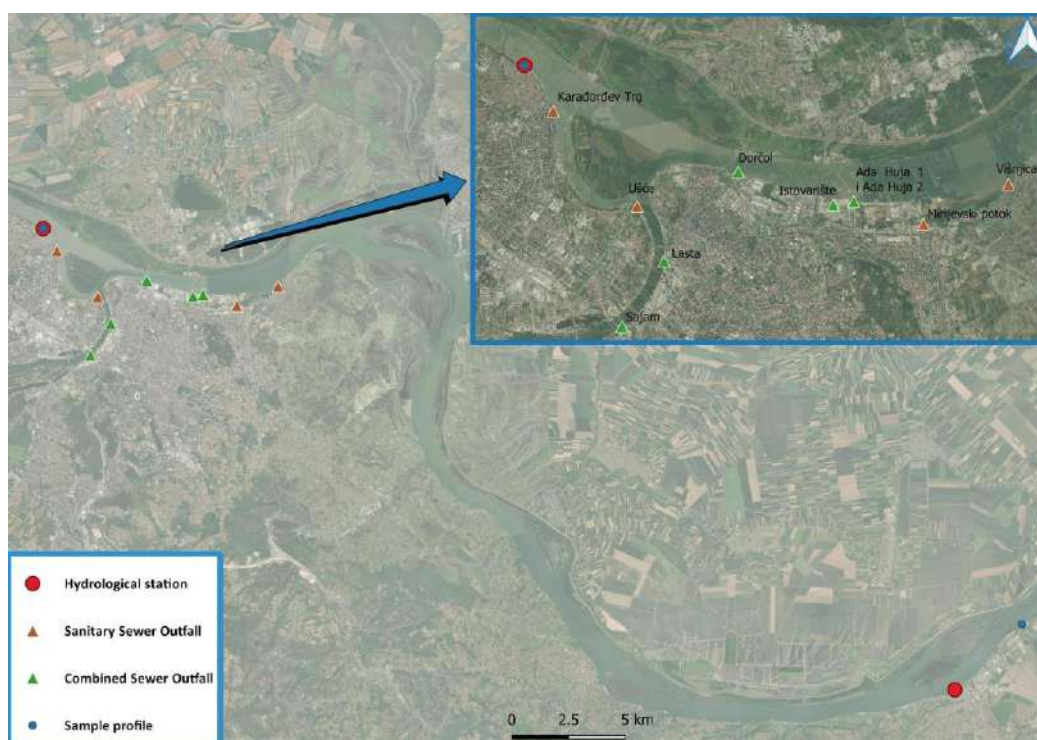 Karađorđev Trg
Dorčol
Ada Huja 1
i Ada Huja 2
Višnjica
Ušće
Istovarište
Mirijevski potok
Lasta
Sajam
Hydrological station
Sanitary Sewer Outfall
Combined Sewer Outfall
Sample profile
0 2.5 5 km